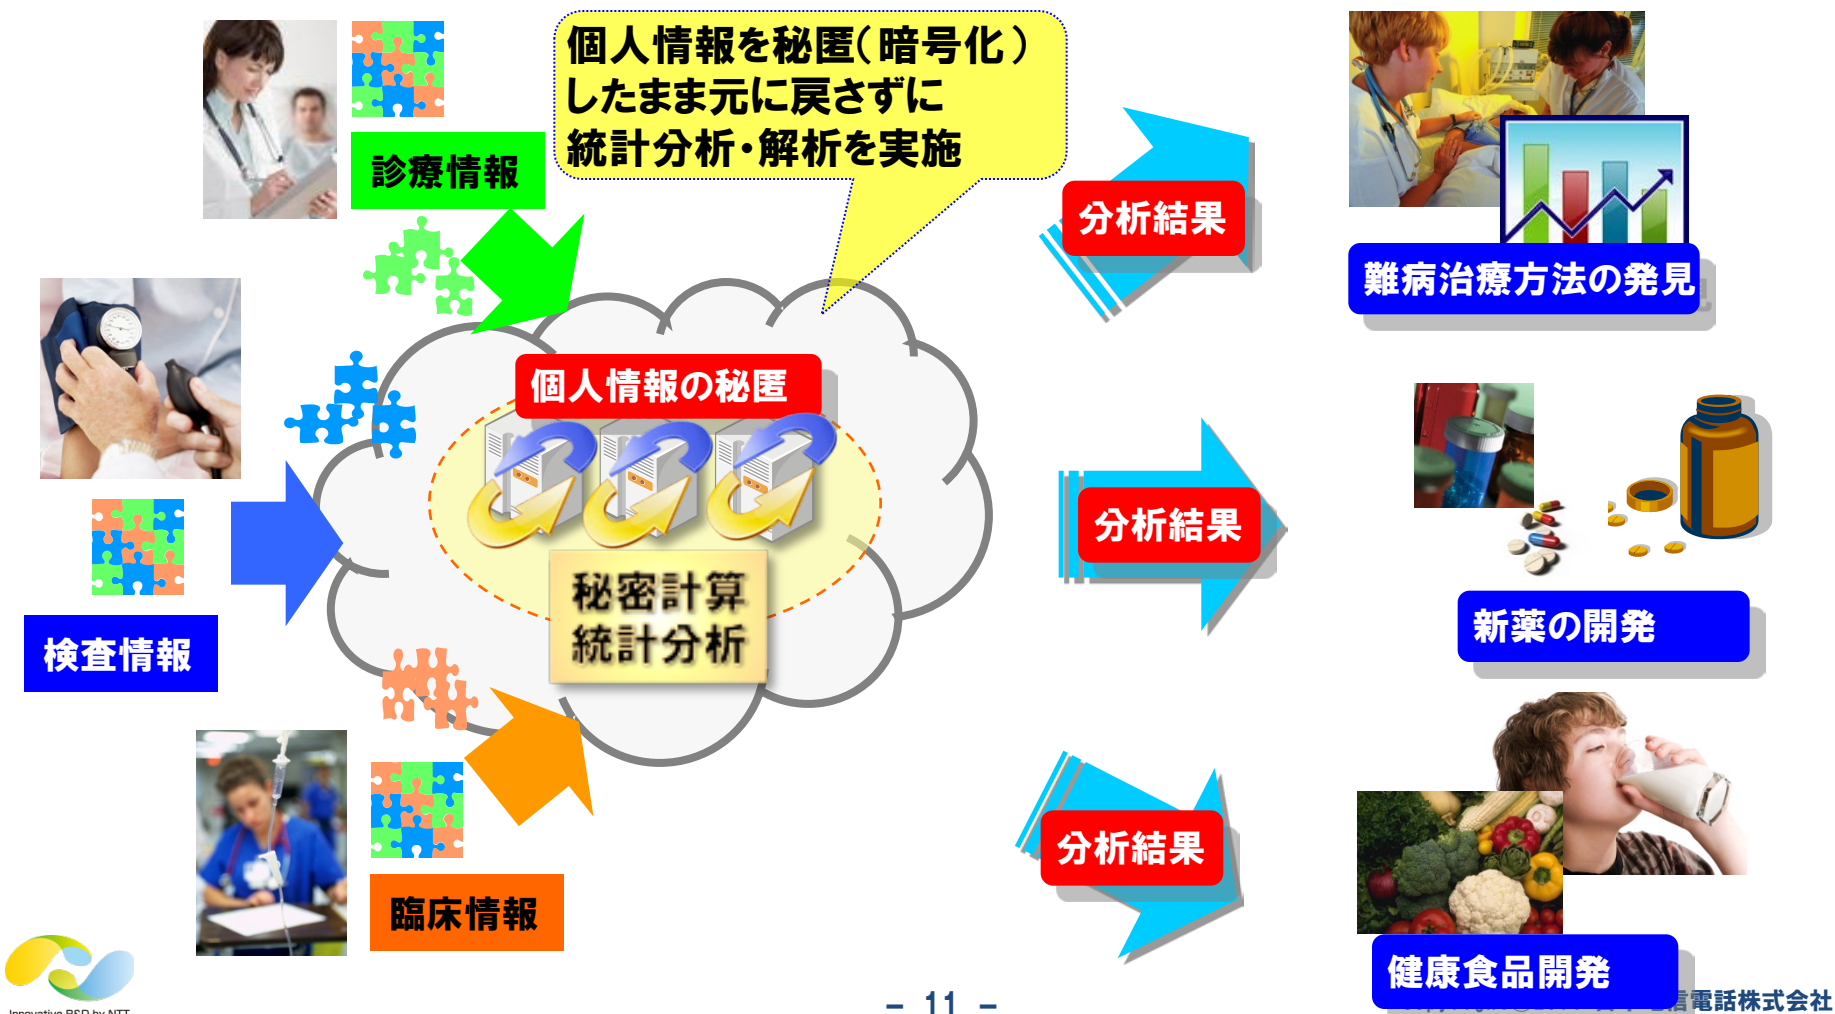 個人情報を秘匿(暗号化)
したまま元に戻さずに
統計分析・解析を実施
診療情報
分析結果
難病治療方法の発見
個人情報の秘匿
秘密計算
統計分析
検査情報
分析結果
新薬の開発
臨床情報
分析結果
健康食品開発
Innovative R&D by NTT
- 11 -
信電話株式会社